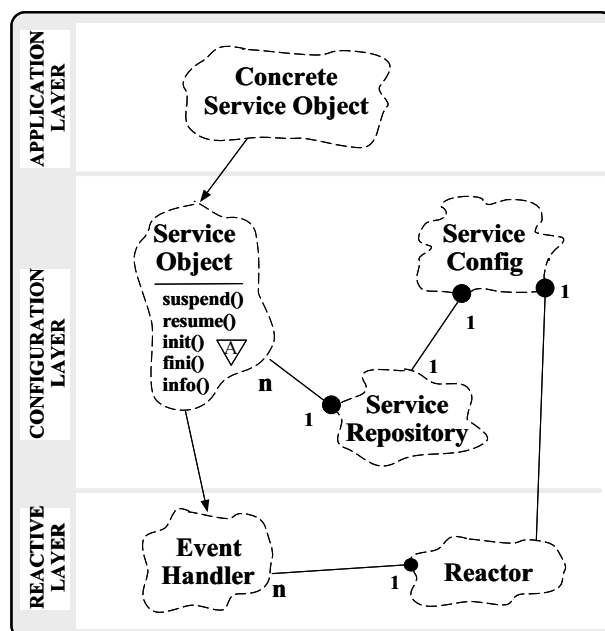 APPLICATION
LAYER
Concrete
Service Object
CONFIGURATION
LAYER
Service
Object
suspend()
resume()
init()
fini()
info()
A
n
1
Service
Config
1
1
1
Service
Repository
REACTIVE
LAYER
Event
Handler
n
1
Reactor